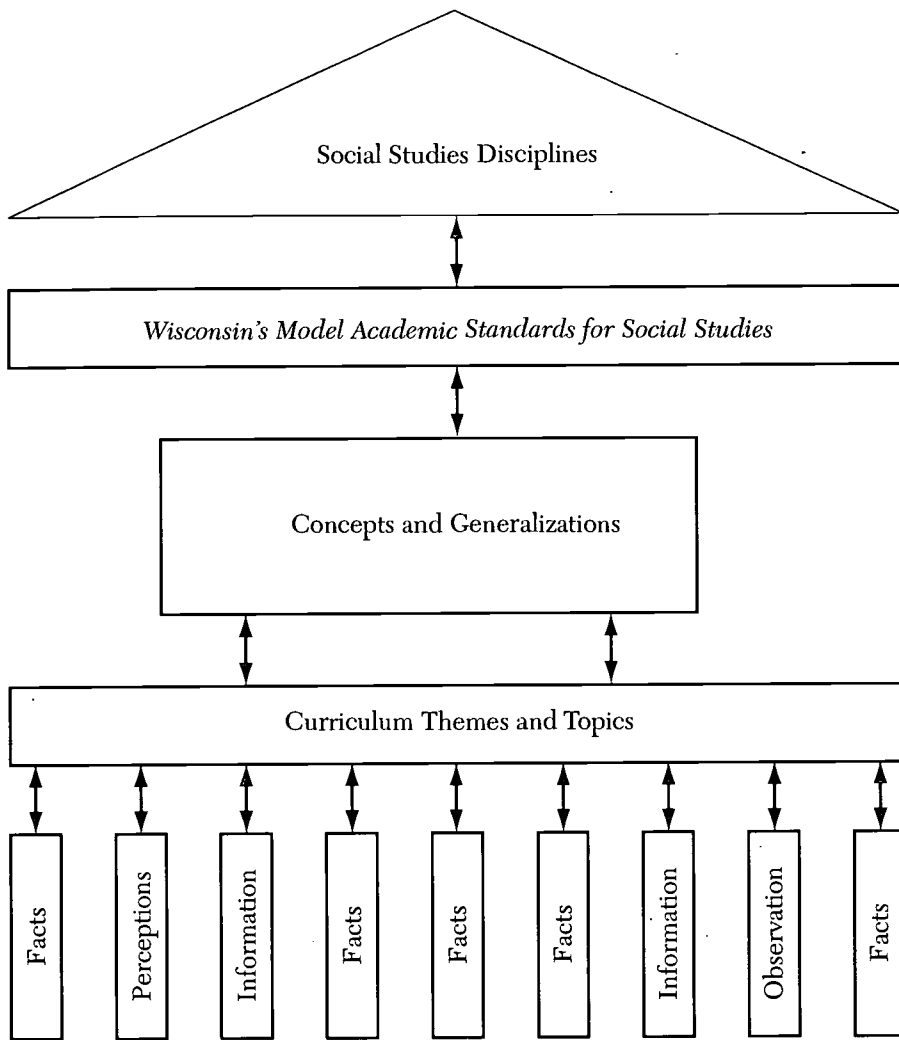 Social Studies Disciplines
Wisconsin's Model Academic Standards for Social Studies
Concepts and Generalizations
Curriculum Themes and Topics
Facts
Perceptions
Information
Facts
Facts
Facts
Information
Observation
Facts